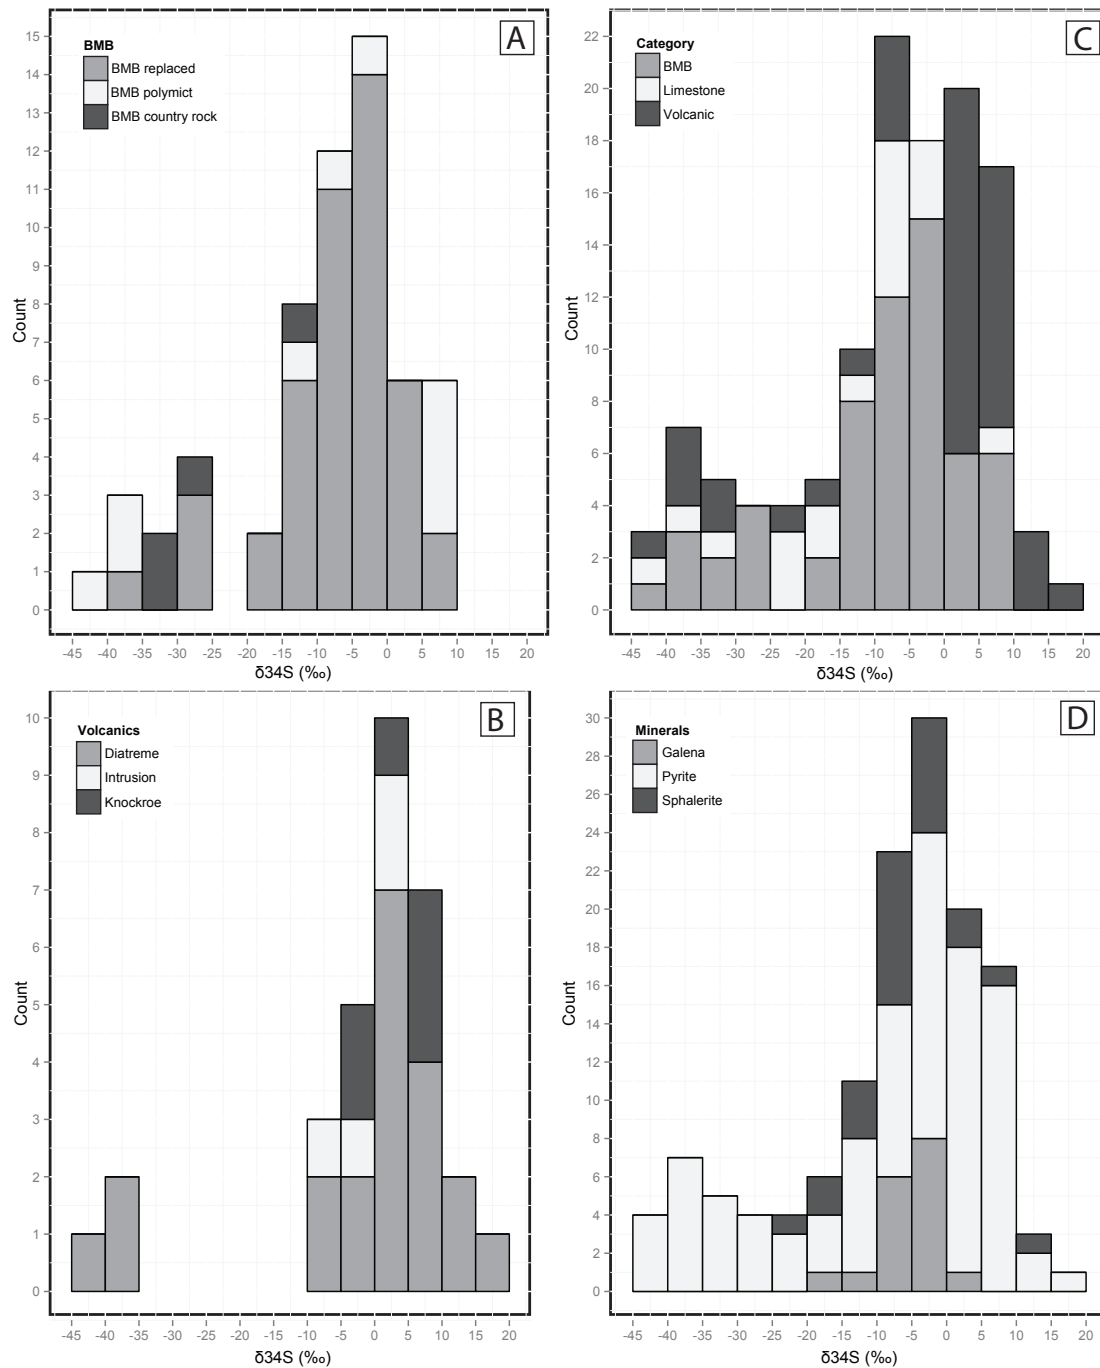 A
BMB
BMB replaced
BMB polymict
BMB country rock
15
14
13
12
11
10
9
8
7
6
5
4
3
2
1
0
Count
-45 -40 -35 -30 -25 -20 -15 -10 -5 0 5 10 15 20
δ34S (‰)
C
Category
BMB
Limestone
Volcanic
22
20
18
16
14
12
10
8
6
4
2
0
Count
-45 -40 -35 -30 -25 -20 -15 -10 -5 0 5 10 15 20
δ34S (‰)
B
Volcanics
Diatreme
Intrusion
Knockroe
10
9
8
7
6
5
4
3
2
1
0
Count
-45 -40 -35 -30 -25 -20 -15 -10 -5 0 5 10 15 20
δ34S (‰)
D
Minerals
Galena
Pyrite
Sphalerite
30
28
26
24
22
20
18
16
14
12
10
8
6
4
2
0
Count
-45 -40 -35 -30 -25 -20 -15 -10 -5 0 5 10 15 20
δ34S (‰)